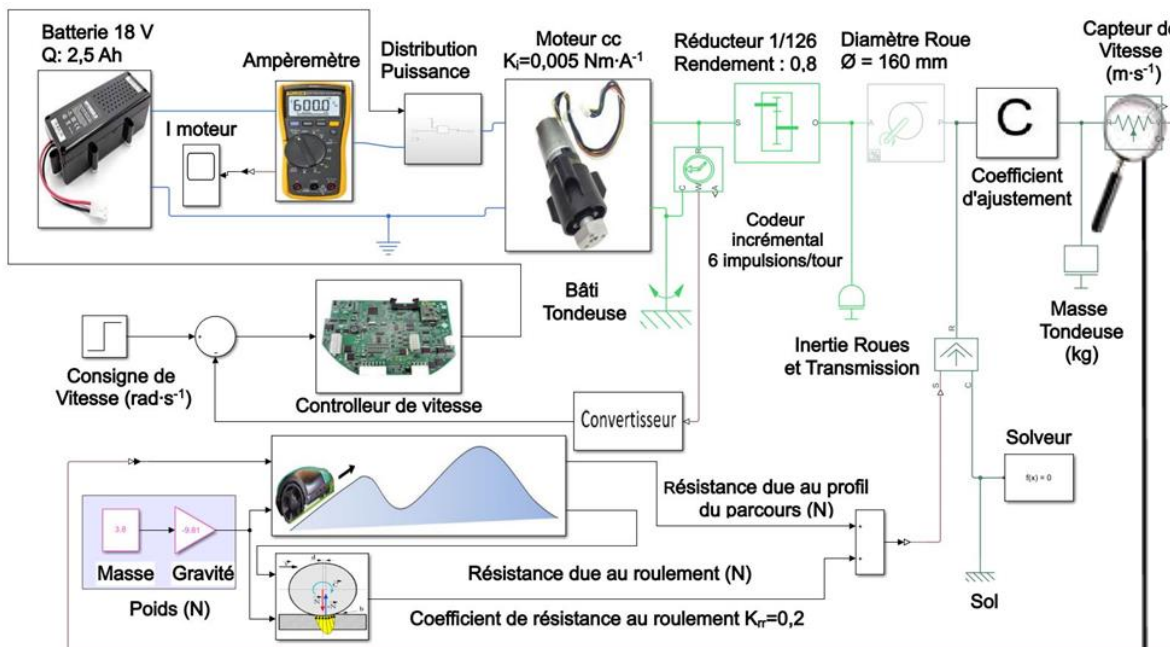 Batterie 18 V
Q: 2,5 Ah
Ampèremètre
Distribution
Puissance
Moteur cc
Kᵢ=0,005 Nm·A⁻¹
Réducteur 1/126
Rendement : 0,8
Diamètre Roue
Ø = 160 mm
Capteur de
Vitesse
(m·s⁻¹)
I moteur
600.0
C
Coefficient
d'ajustement
S
O
A
P
R
C
W
A
Codeur
incrémental
6 impulsions/tour
Bâti
Tondeuse
Masse
Tondeuse
(kg)
Inertie Roues
et Transmission
R
S
C
Consigne de
Vitesse (rad·s⁻¹)
Controlleur de vitesse
Convertisseur
Solveur
f(x) = 0
Résistance due au profil
du parcours (N)
3.8
-9.81
Masse
Gravité
Poids (N)
Résistance due au roulement (N)
Coefficient de résistance au roulement Kᵣᵣ=0,2
Sol